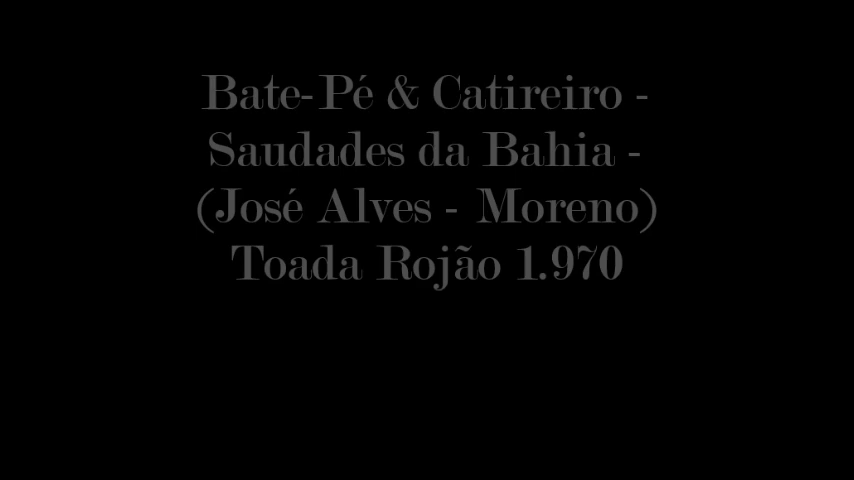 Bate-Pé & Catireiro -
Saudades da Bahia -
(José Alves - Moreno)
Toada Rojão 1.970